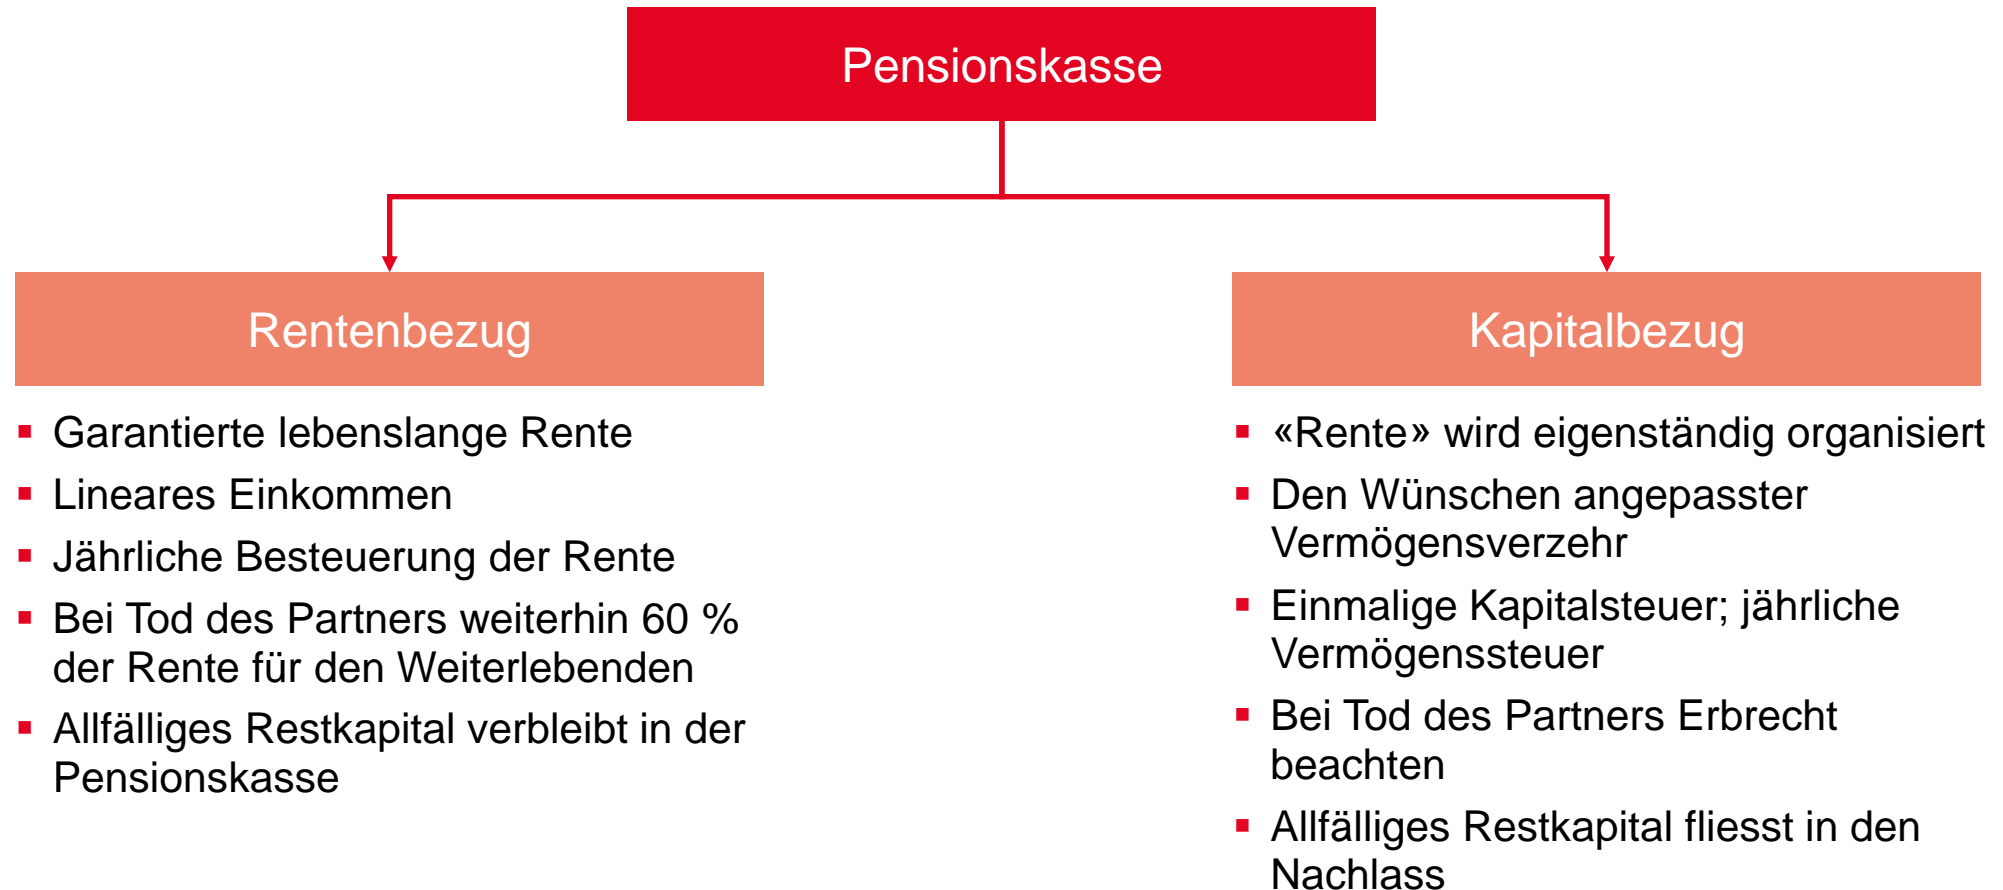 Pensionskasse
Rentenbezug
▪ Garantierte lebenslange Rente
▪ Lineares Einkommen
▪ Jährliche Besteuerung der Rente
▪ Bei Tod des Partners weiterhin 60 %
der Rente für den Weiterlebenden
▪ Allfälliges Restkapital verbleibt in der
Pensionskasse
Kapitalbezug
▪ «Rente» wird eigenständig organisiert
▪ Den Wünschen angepasster
Vermögensverzehr
▪ Einmalige Kapitalsteuer; jährliche
Vermögenssteuer
▪ Bei Tod des Partners Erbrecht
beachten
▪ Allfälliges Restkapital fliesst in den
Nachlass